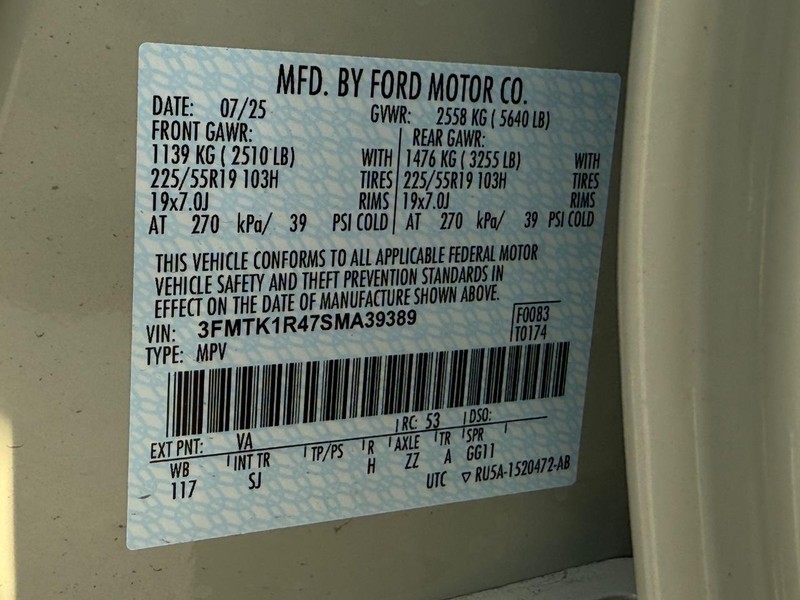 MFD. BY FORD MOTOR CO.
DATE: 07/25 GVWR: 2558 KG ( 5640 LB)
FRONT GAWR: REAR GAWR:
1139 KG ( 2510 LB) WITH 1476 KG ( 3255 LB) WITH
225/55R19 103H TIRES 225/55R19 103H TIRES
19x7.0J RIMS 19x7.0J RIMS
AT 270 kPa/ 39 PSI COLD AT 270 kPa/ 39 PSI COLD
THIS VEHICLE CONFORMS TO ALL APPLICABLE FEDERAL MOTOR
VEHICLE SAFETY AND THEFT PREVENTION STANDARDS IN
EFFECT ON THE DATE OF MANUFACTURE SHOWN ABOVE.
VIN: 3FMTK1R47SMA39389 F0083
TYPE: MPV T0174
EXT PNT: VA RC: 53 DSO:
WB INT TR TP/PS R AXLE TR SPR
117 SJ H ZZ A GG11
UTC ▽ RU5A-1520472-AB